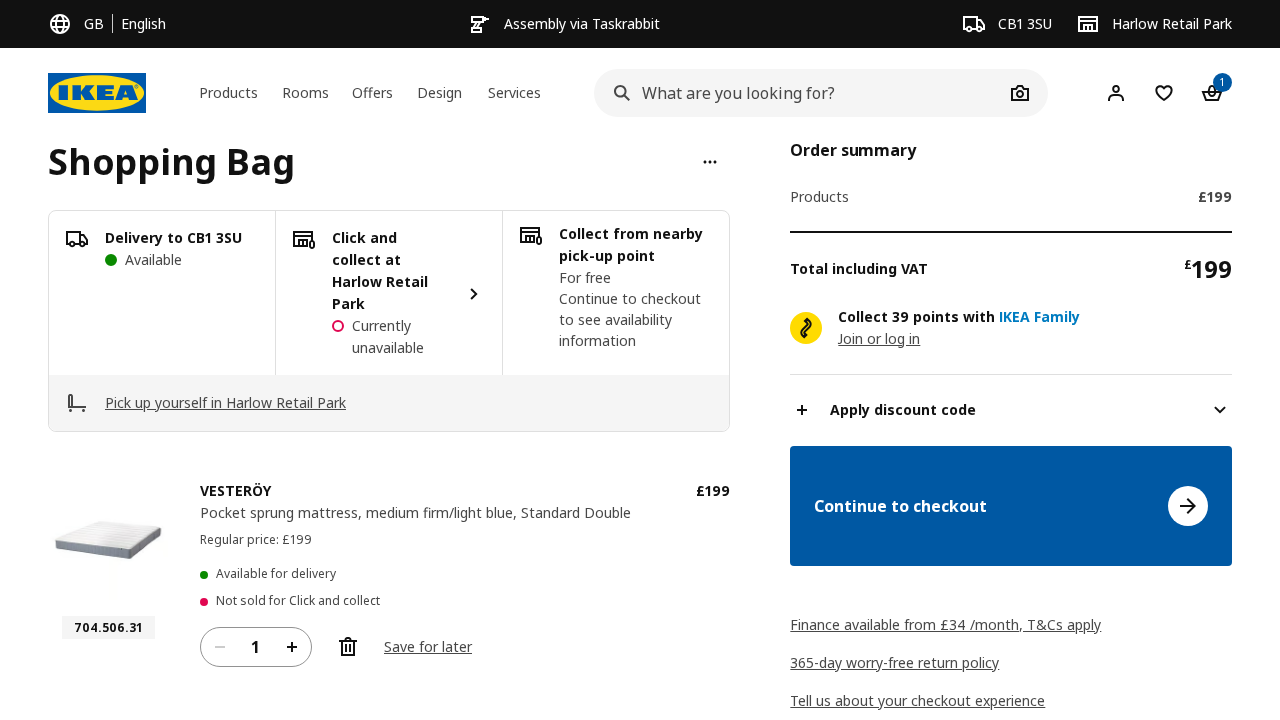 GB English
Assembly via Taskrabbit
CB1 3SU
Harlow Retail Park
IKEA
Products
Rooms
Offers
Design
Services
What are you looking for?
1
Shopping Bag
Delivery to CB1 3SU
Available
Click and
collect at
Harlow Retail
Park
Currently
unavailable
Collect from nearby
pick-up point
For free
Continue to checkout
to see availability
information
Pick up yourself in Harlow Retail Park
VESTERÖY
£199
Pocket sprung mattress, medium firm/light blue, Standard Double
Regular price: £199
Available for delivery
Not sold for Click and collect
704.506.31
1
Save for later
Order summary
Products £199
Total including VAT £199
Collect 39 points with IKEA Family
Join or log in
Apply discount code
Continue to checkout
Finance available from £34 /month, T&Cs apply
365-day worry-free return policy
Tell us about your checkout experience